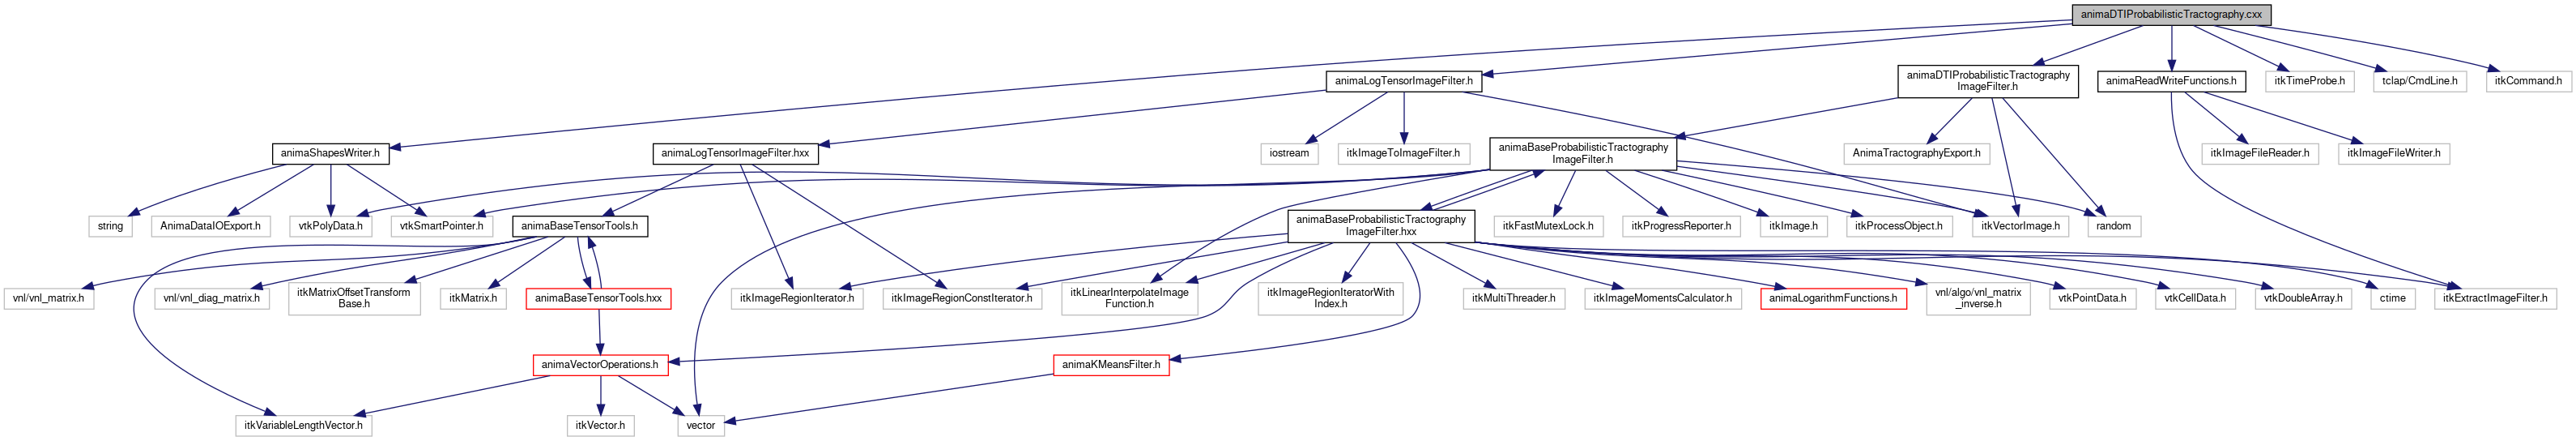 animaDTIProbabilisticTractography.cxx
animaLogTensorImageFilter.h
animaDTIProbabilisticTractography
ImageFilter.h
animaReadWriteFunctions.h
itkTimeProbe.h
tclap/CmdLine.h
itkCommand.h
animaShapesWriter.h
animaLogTensorImageFilter.hxx
iostream
itkImageToImageFilter.h
animaBaseProbabilisticTractography
ImageFilter.h
AnimaTractographyExport.h
itkImageFileReader.h
itkImageFileWriter.h
string
AnimaDataIOExport.h
vtkPolyData.h
vtkSmartPointer.h
animaBaseTensorTools.h
animaBaseProbabilisticTractography
ImageFilter.hxx
itkFastMutexLock.h
itkProgressReporter.h
itkImage.h
itkProcessObject.h
itkVectorImage.h
random
vnl/vnl_matrix.h
vnl/vnl_diag_matrix.h
itkMatrixOffsetTransform
Base.h
itkMatrix.h
animaBaseTensorTools.hxx
itkImageRegionIterator.h
itkImageRegionConstIterator.h
itkLinearInterpolateImage
Function.h
itkImageRegionIteratorWith
Index.h
itkMultiThreader.h
itkImageMomentsCalculator.h
animaLogarithmFunctions.h
vnl/algo/vnl_matrix
_inverse.h
vtkPointData.h
vtkCellData.h
vtkDoubleArray.h
ctime
itkExtractImageFilter.h
animaVectorOperations.h
animaKMeansFilter.h
itkVariableLengthVector.h
itkVector.h
vector